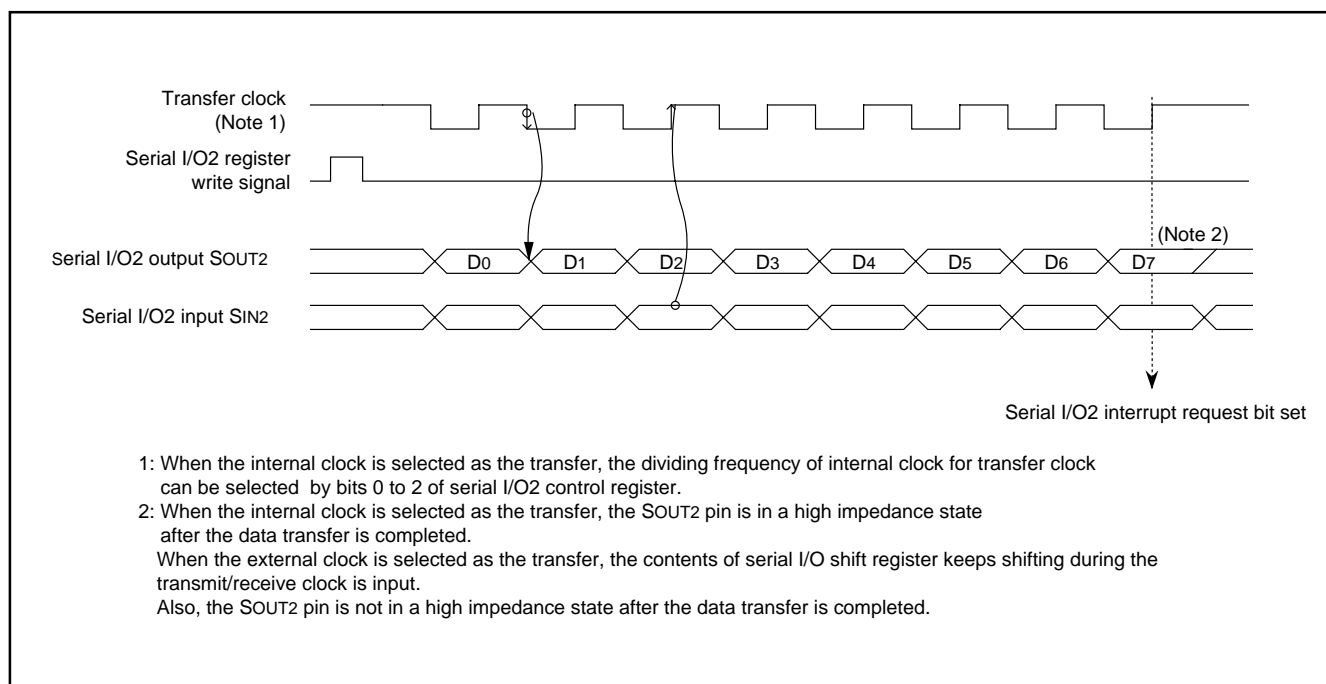 Transfer clock
(Note 1)
Serial I/O2 register
write signal
(Note 2)
Serial I/O2 output SOUT2
D0 D1 D2 D3 D4 D5 D6 D7
Serial I/O2 input SIN2
Serial I/O2 interrupt request bit set
1: When the internal clock is selected as the transfer, the dividing frequency of internal clock for transfer clock
can be selected by bits 0 to 2 of serial I/O2 control register.
2: When the internal clock is selected as the transfer, the SOUT2 pin is in a high impedance state
after the data transfer is completed.
When the external clock is selected as the transfer, the contents of serial I/O shift register keeps shifting during the
transmit/receive clock is input.
Also, the SOUT2 pin is not in a high impedance state after the data transfer is completed.